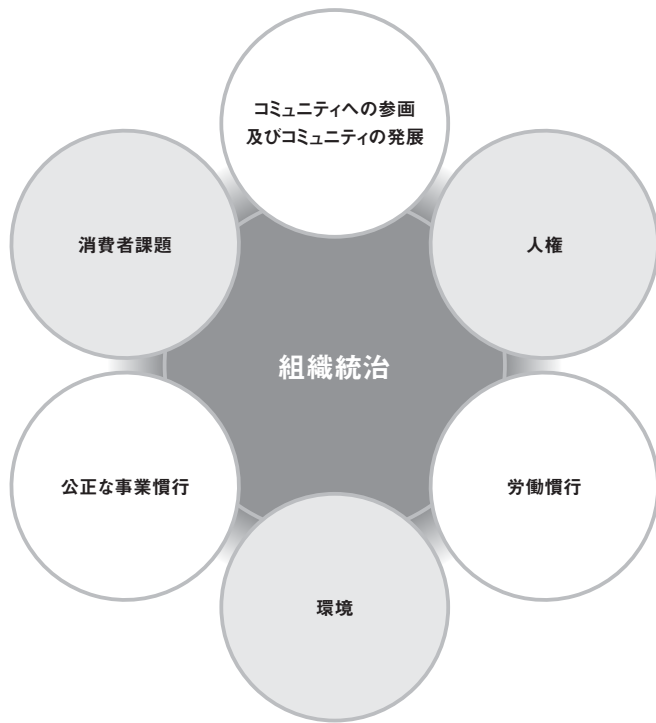 コミュニティへの参画
及びコミュニティの発展
消費者課題
人権
組織統治
公正な事業慣行
労働慣行
環境